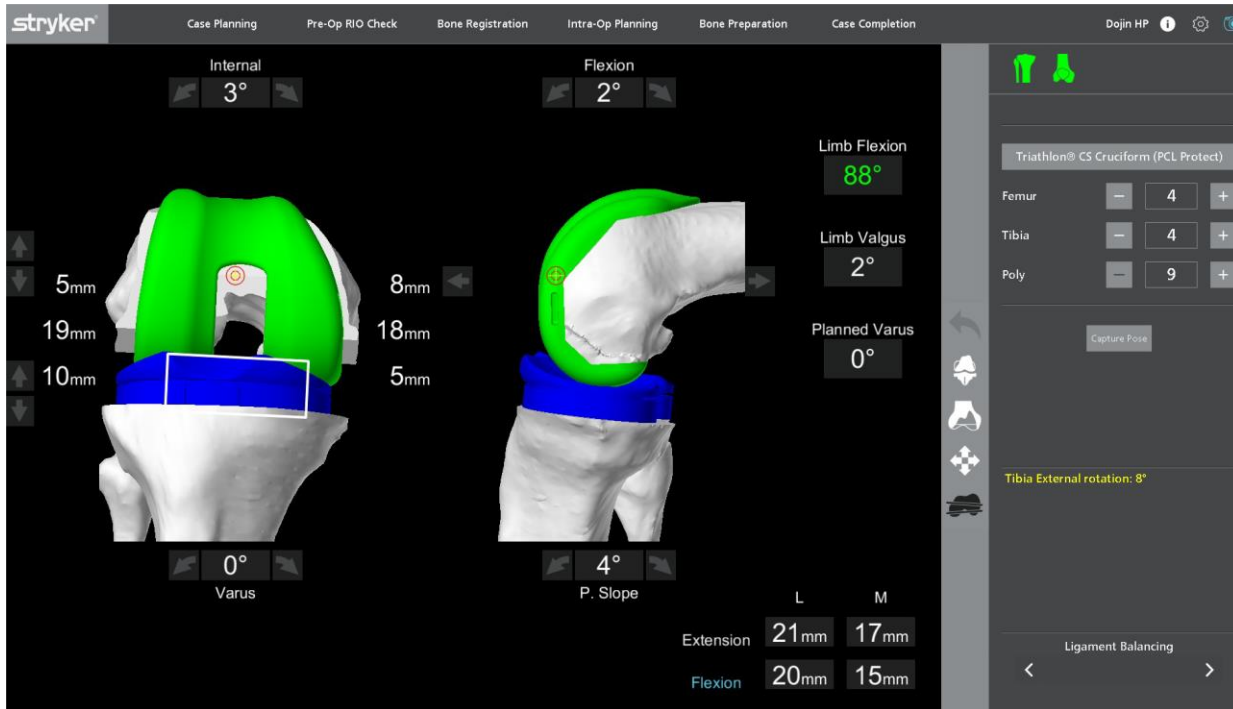 stryker
Case Planning
Pre-Op RIO Check
Bone Registration
Intra-Op Planning
Bone Preparation
Case Completion
Dojin HP
Internal
3°
Flexion
2°
Limb Flexion
88°
Limb Valgus
2°
Planned Varus
0°
5mm
8mm
19mm
18mm
10mm
5mm
0°
Varus
4°
P. Slope
L M
Extension 21mm 17mm
Flexion 20mm 15mm
Triathlon® CS Cruciform (PCL Protect)
Femur − 4 +
Tibia − 4 +
Poly − 9 +
Capture Pose
Tibia External rotation: 8°
Ligament Balancing
< >